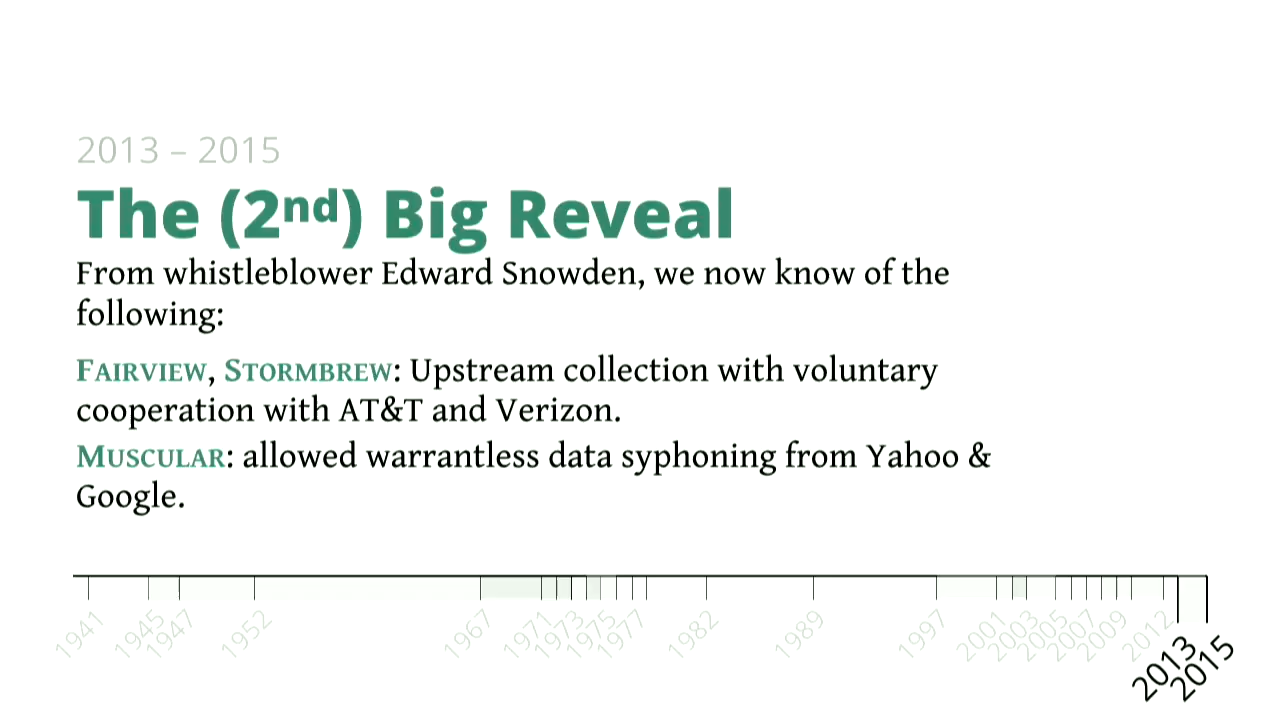 2013 – 2015
The (2nd) Big Reveal
From whistleblower Edward Snowden, we now know of the
following:
FAIRVIEW, STORMBREW: Upstream collection with voluntary
cooperation with AT&T and Verizon.
MUSCULAR: allowed warrantless data syphoning from Yahoo &
Google.
1941 1945 1947 1952 1967 1971 1973 1975 1977 1982 1989 1997 2001 2003 2005 2007 2009 2012 2013 2015